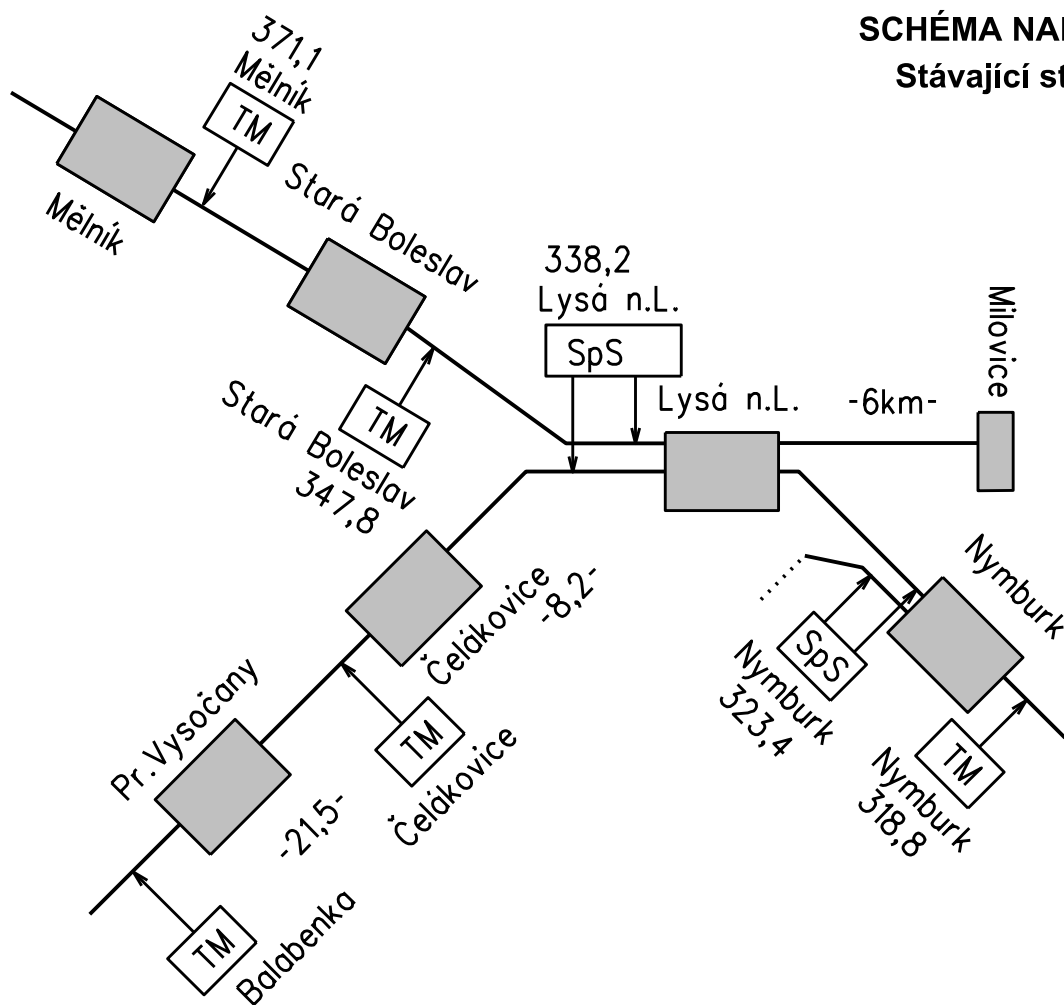 SCHÉMA NA
Stávající st
371,1
Mělník
TM
Mělník
Stará Boleslav
TM
Stará Boleslav
347,8
338,2
Lysá n.L.
SpS
Lysá n.L.
-6km-
Milovice
Čelákovice
-8,2-
TM
Čelákovice
Pr.Vysočany
-21,5-
TM
Balabenka
Nymburk
SpS
Nymburk
323,4
TM
Nymburk
318,8